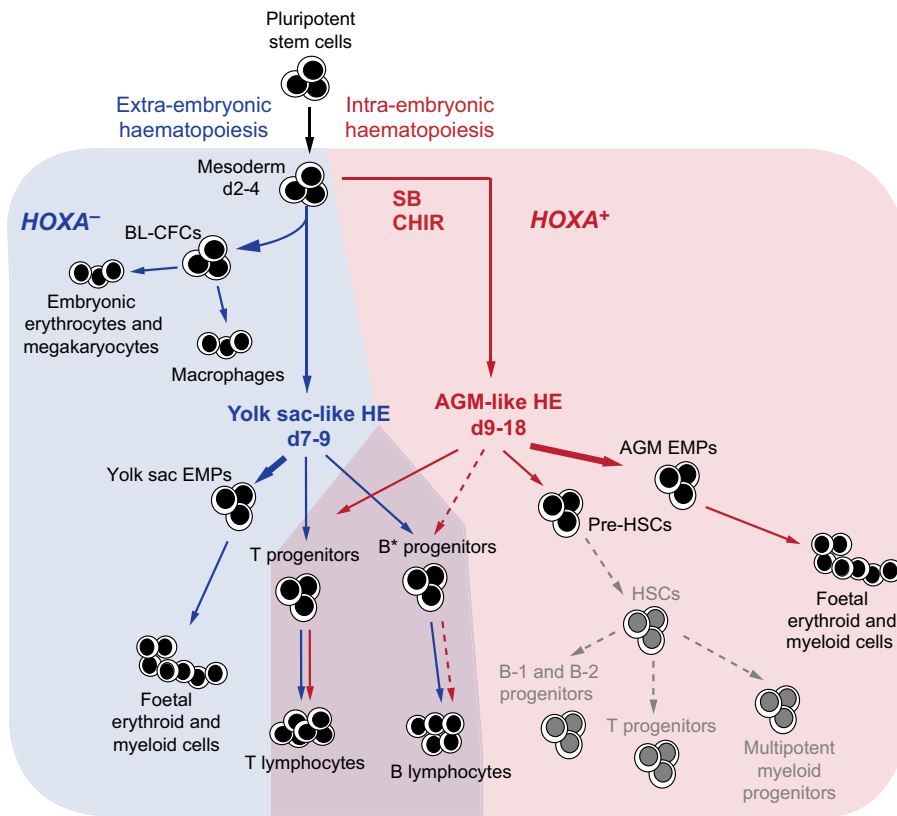 Pluripotent
stem cells
Extra-embryonic
haematopoiesis
Intra-embryonic
haematopoiesis
Mesoderm
d2-4
SB
CHIR
HOXA–
HOXA+
BL-CFCs
Embryonic
erythrocytes and
megakaryocytes
Macrophages
Yolk sac-like HE
d7-9
AGM-like HE
d9-18
Yolk sac EMPs
AGM EMPs
Pre-HSCs
T progenitors
B* progenitors
HSCs
Foetal
erythroid and
myeloid cells
B-1 and B-2
progenitors
T progenitors
Foetal
erythroid and
myeloid cells
T lymphocytes
B lymphocytes
Multipotent
myeloid
progenitors